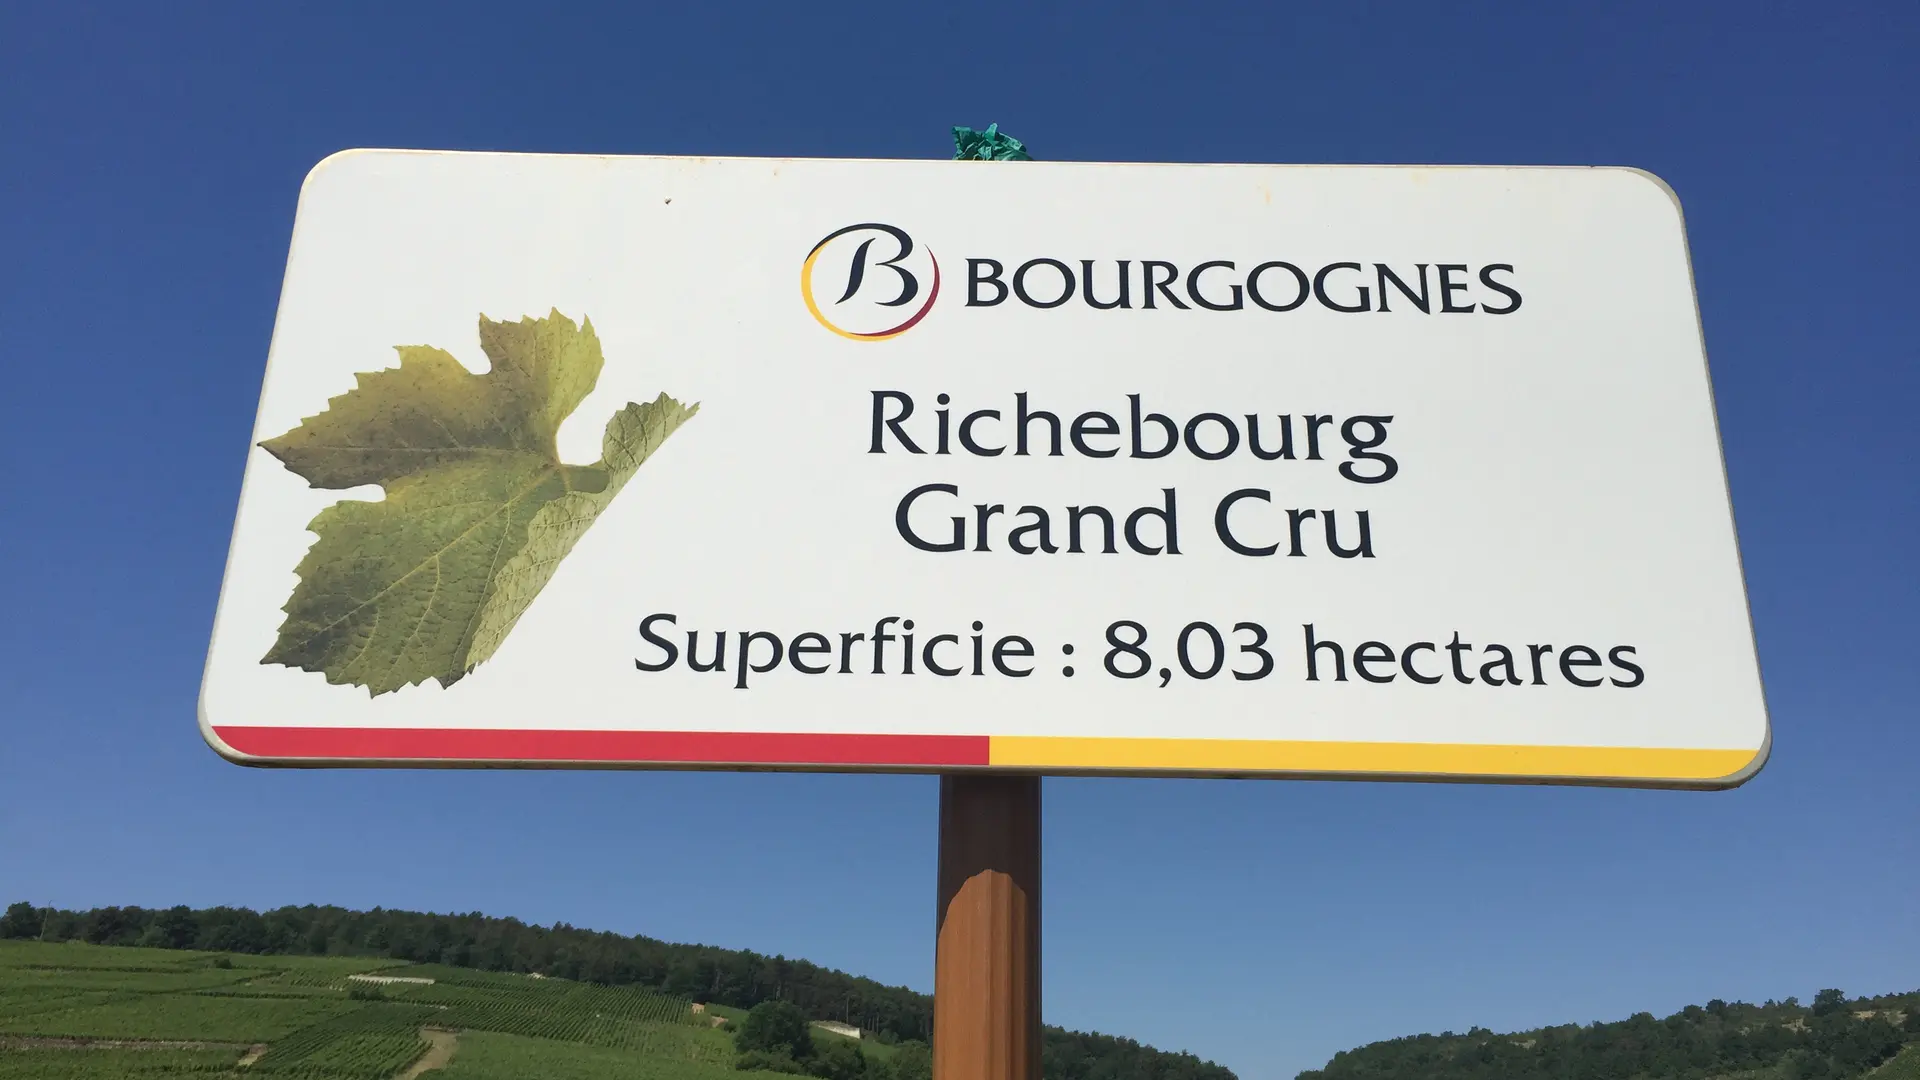 B BOURGOGNES
Richebourg
Grand Cru
Superficie : 8,03 hectares